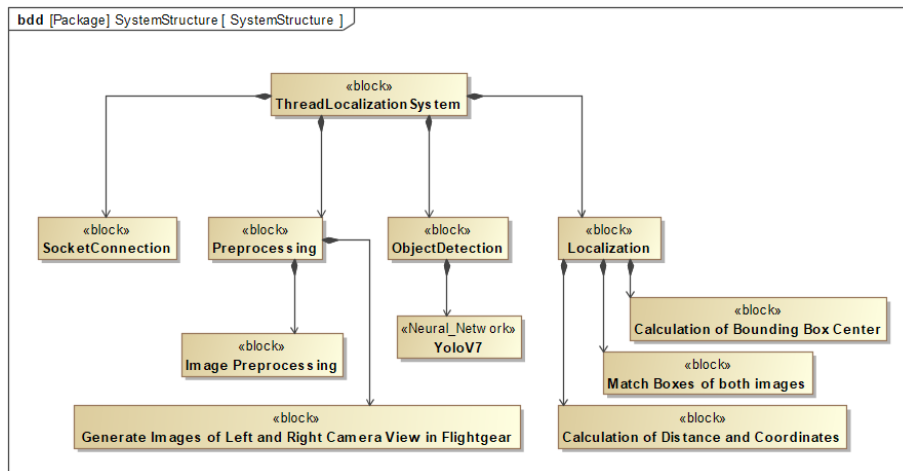 bdd [Package] SystemStructure [ SystemStructure ]
«block»
ThreadLocalizationSystem
«block»
SocketConnection
«block»
Preprocessing
«block»
ObjectDetection
«block»
Localization
«block»
Calculation of Bounding Box Center
«Neural_Network»
YoloV7
«block»
Image Preprocessing
«block»
Match Boxes of both images
«block»
Generate Images of Left and Right Camera View in Flightgear
«block»
Calculation of Distance and Coordinates